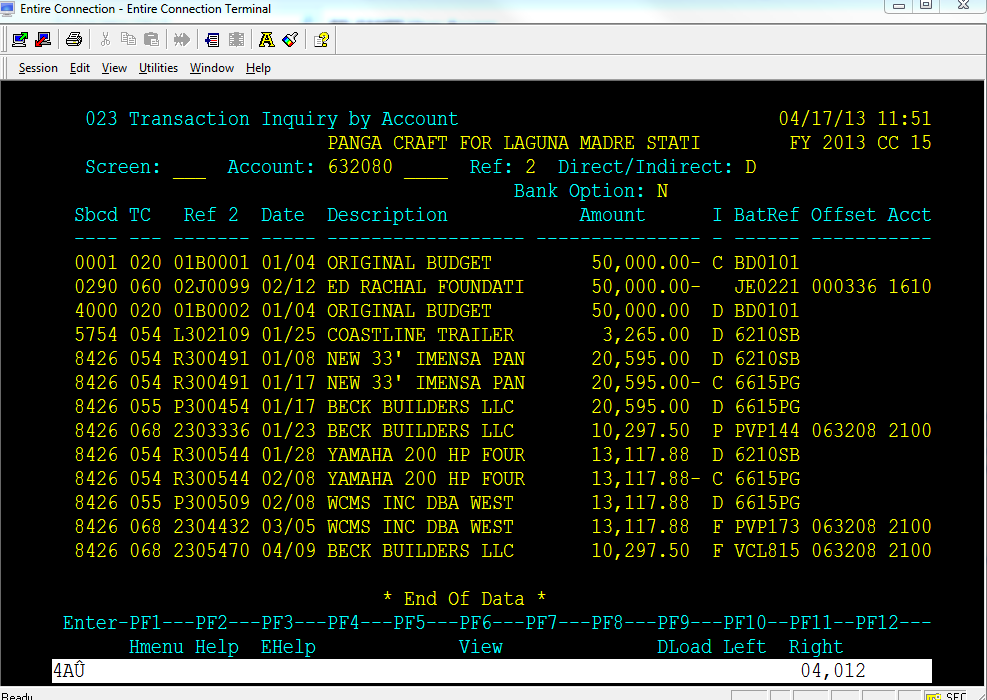 Entire Connection - Entire Connection Terminal
Session Edit View Utilities Window Help
023 Transaction Inquiry by Account 04/17/13 11:51
PANGA CRAFT FOR LAGUNA MADRE STATI FY 2013 CC 15
Screen: ___ Account: 632080 ____ Ref: 2 Direct/Indirect: D
Bank Option: N
Sbcd TC Ref 2 Date Description Amount I BatRef Offset Acct
---- --- ------- ----- ------------------ --------------- - ------ -----------
0001 020 01B0001 01/04 ORIGINAL BUDGET 50,000.00- C BD0101
0290 060 02J0099 02/12 ED RACHAL FOUNDATI 50,000.00- JE0221 000336 1610
4000 020 01B0002 01/04 ORIGINAL BUDGET 50,000.00 D BD0101
5754 054 L302109 01/25 COASTLINE TRAILER 3,265.00 D 6210SB
8426 054 R300491 01/08 NEW 33' IMENSA PAN 20,595.00 D 6210SB
8426 054 R300491 01/17 NEW 33' IMENSA PAN 20,595.00- C 6615PG
8426 055 P300454 01/17 BECK BUILDERS LLC 20,595.00 D 6615PG
8426 068 2303336 01/23 BECK BUILDERS LLC 10,297.50 P PVP144 063208 2100
8426 054 R300544 01/28 YAMAHA 200 HP FOUR 13,117.88 D 6210SB
8426 054 R300544 02/08 YAMAHA 200 HP FOUR 13,117.88- C 6615PG
8426 055 P300509 02/08 WCMS INC DBA WEST 13,117.88 D 6615PG
8426 068 2304432 03/05 WCMS INC DBA WEST 13,117.88 F PVP173 063208 2100
8426 068 2305470 04/09 BECK BUILDERS LLC 10,297.50 F VCL815 063208 2100
* End Of Data *
Enter-PF1---PF2---PF3---PF4---PF5---PF6---PF7---PF8---PF9---PF10--PF11--PF12---
Hmenu Help EHelp View DLoad Left Right
4AÛ 04,012
Ready SEC